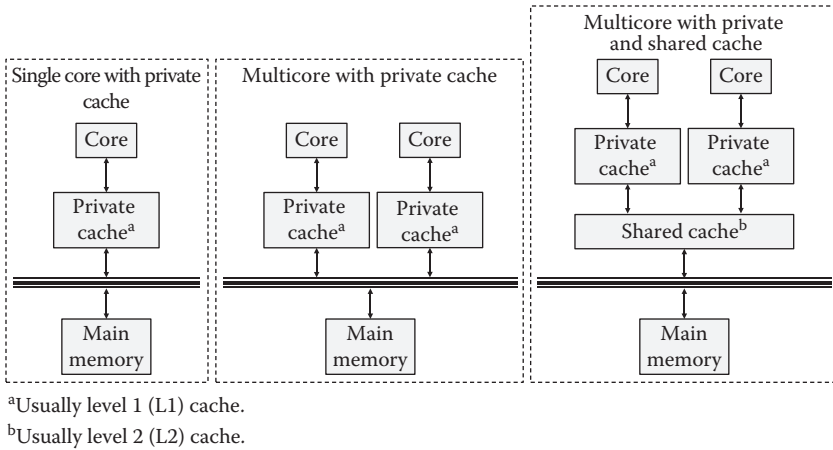 Single core with private
cache
Core
Private
cacheᵃ
Main
memory
Multicore with private cache
Core
Core
Private
cacheᵃ
Private
cacheᵃ
Main
memory
Multicore with private
and shared cache
Core
Core
Private
cacheᵃ
Private
cacheᵃ
Shared cacheᵇ
Main
memory
ᵃUsually level 1 (L1) cache.
ᵇUsually level 2 (L2) cache.